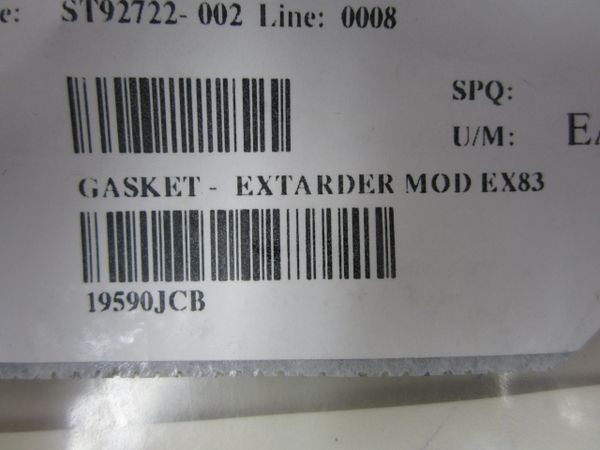 ST92722- 002 Line: 0008
SPQ:
U/M:
GASKET - EXTARDER MOD EX83
19590JCB